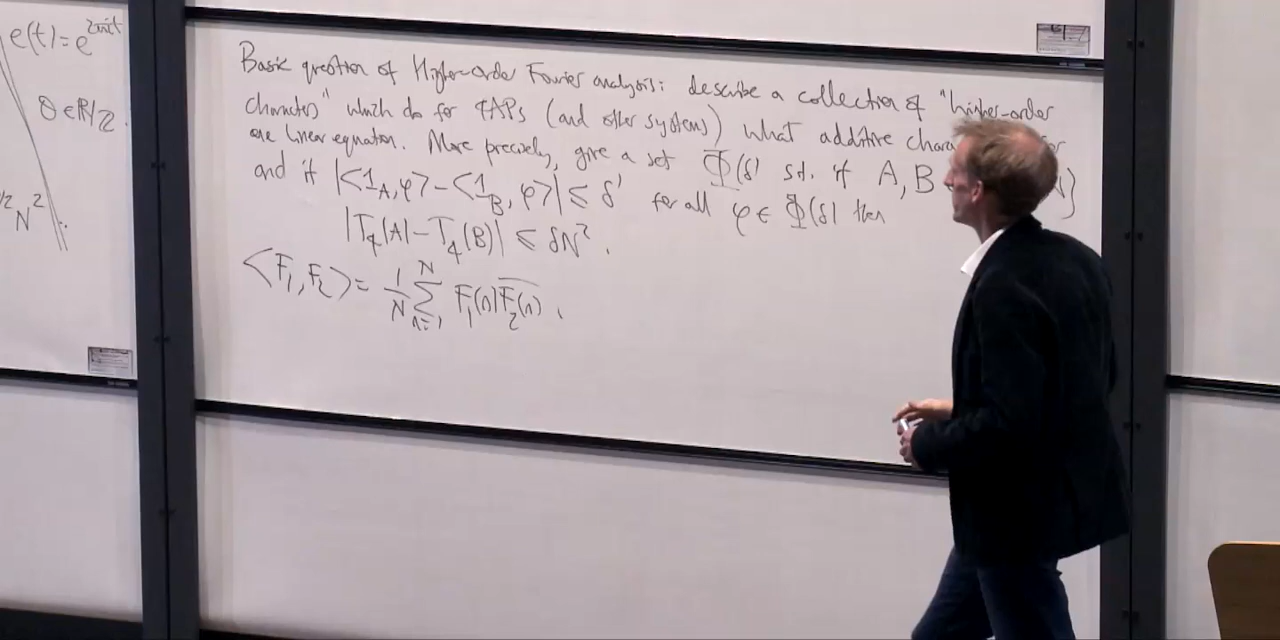 e(t) = e^{2πit}
θ ∈ ℝ/ℤ.
N^2
Basic question of Higher-order Fourier analysis: describe a collection of "higher-order
characters" which do for 4APs (and other systems) what additive
one linear equation. More precisely, give a set Φ(δ) s.t. if A, B
and if |<1_A, φ> - <1_B, φ>| ≤ δ' for all φ ∈ Φ(δ) then
|T_4(A) - T_4(B)| ≤ δN^2.
<F_1, F_2> = \frac{1}{N} \sum_{n=1}^{N} F_1(n) \overline{F_2(n)}.